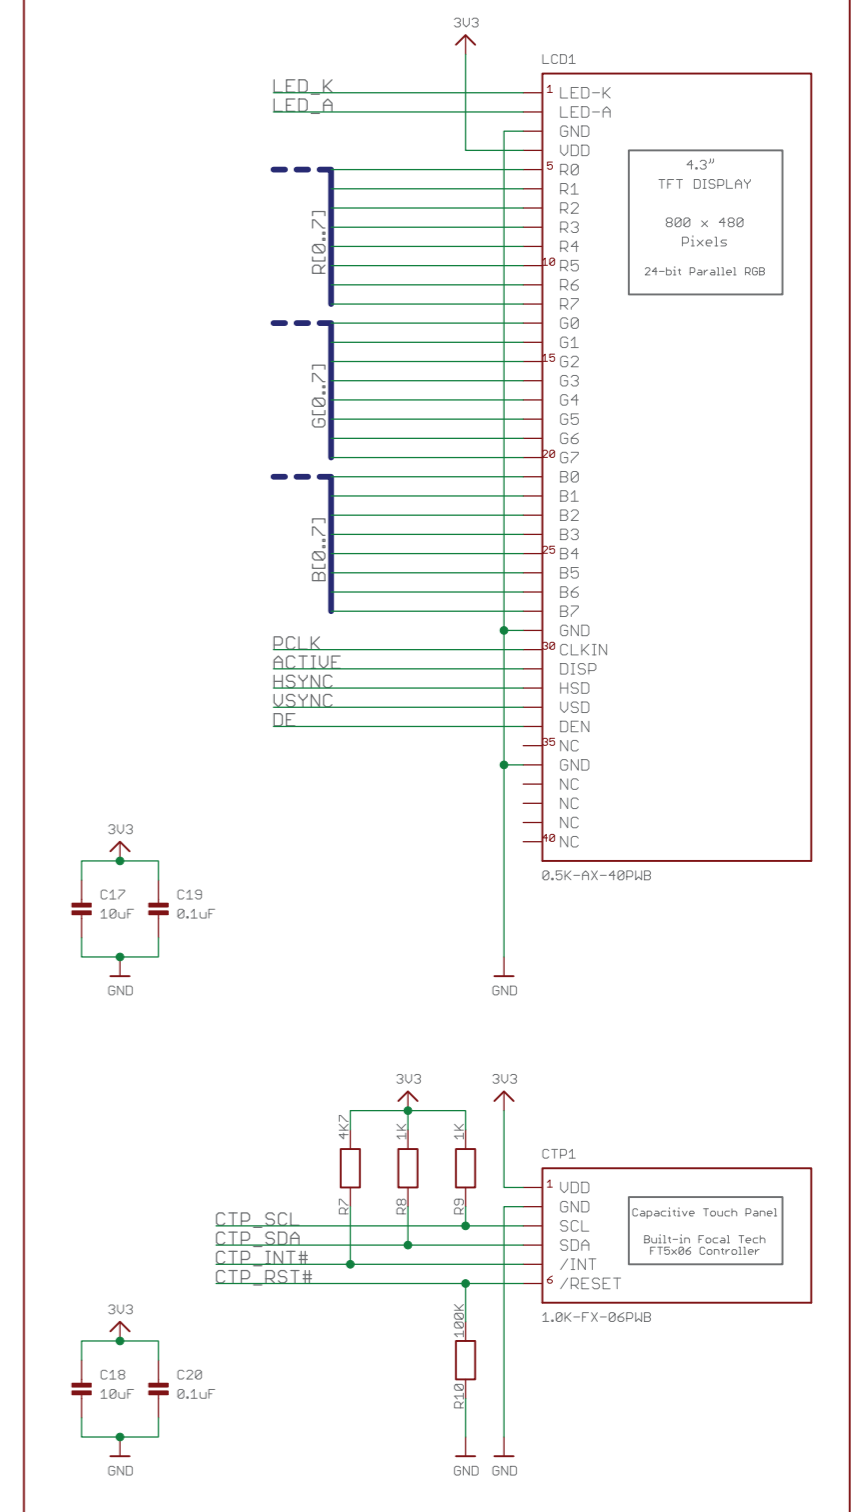 3V3
LCD1
LED_K
1 LED-K
LED_A
LED-A
GND
VDD
4.3"
TFT DISPLAY
800 x 480
Pixels
24-bit Parallel RGB
R[0..7]
5 R0
R1
R2
R3
R4
10 R5
R6
R7
G[0..7]
G0
G1
15 G2
G3
G4
G5
G6
20 G7
B[0..7]
B0
B1
B2
B3
25 B4
B5
B6
B7
GND
PCLK
30 CLKIN
ACTIVE
DISP
HSYNC
HSD
VSYNC
VSD
DE
DEN
35 NC
GND
NC
NC
NC
40 NC
0.5K-AX-40PWB
3V3
C17
10uF
C19
0.1uF
GND
GND
3V3
3V3
4K7
R7
1K
R8
1K
R9
CTP1
1 VDD
GND
CTP_SCL
SCL
CTP_SDA
SDA
CTP_INT#
/INT
CTP_RST#
6 /RESET
Capacitive Touch Panel
Built-in Focal Tech
FT5x06 Controller
1.0K-FX-06PWB
100K
R10
3V3
C18
10uF
C20
0.1uF
GND
GND
GND